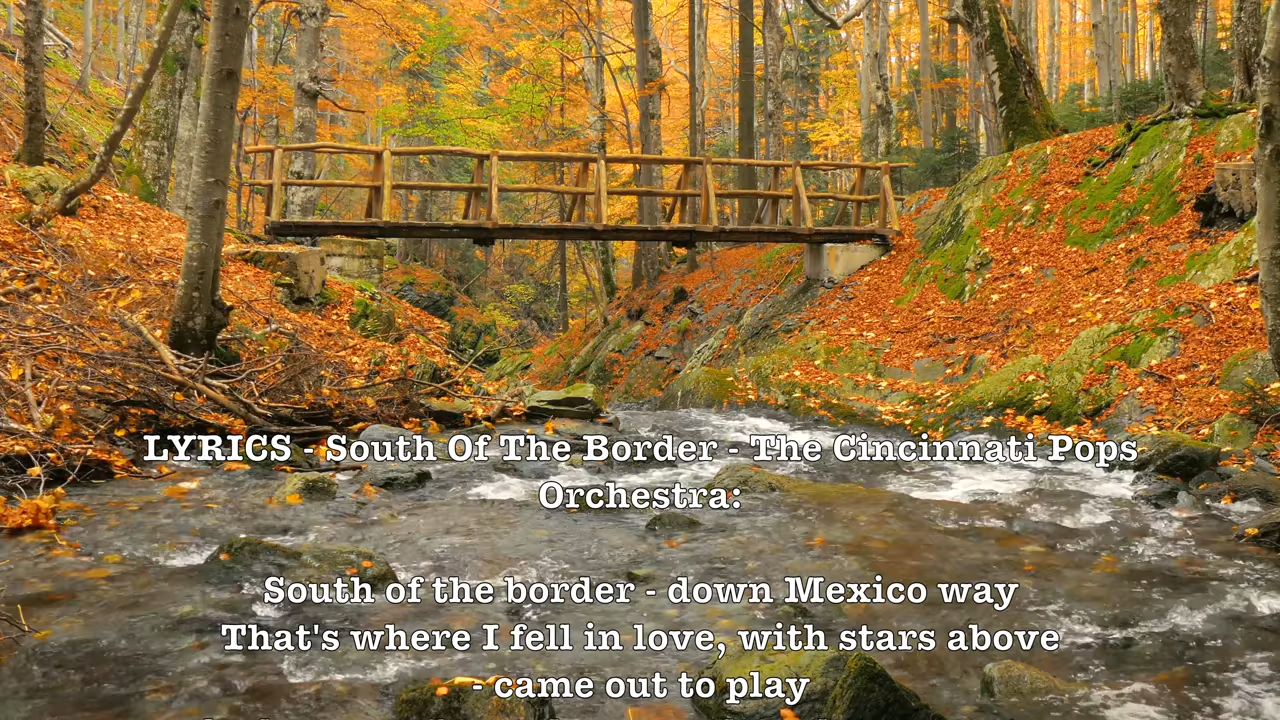 LYRICS - South Of The Border - The Cincinnati Pops
Orchestra:
South of the border - down Mexico way
That's where I fell in love, with stars above
- came out to play